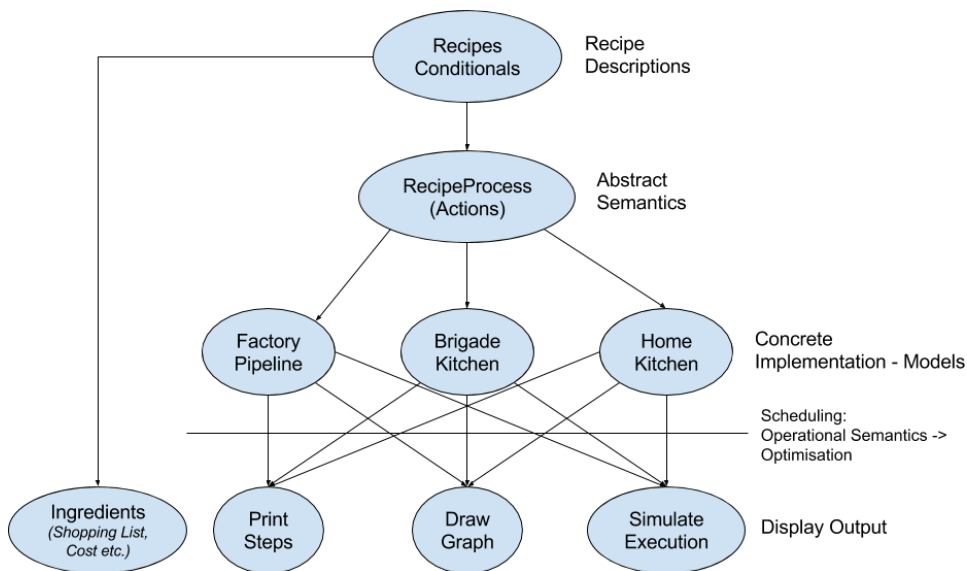 Recipes
Conditionals
Recipe
Descriptions
RecipeProcess
(Actions)
Abstract
Semantics
Factory
Pipeline
Brigade
Kitchen
Home
Kitchen
Concrete
Implementation - Models
Scheduling:
Operational Semantics ->
Optimisation
Ingredients
(Shopping List,
Cost etc.)
Print
Steps
Draw
Graph
Simulate
Execution
Display Output